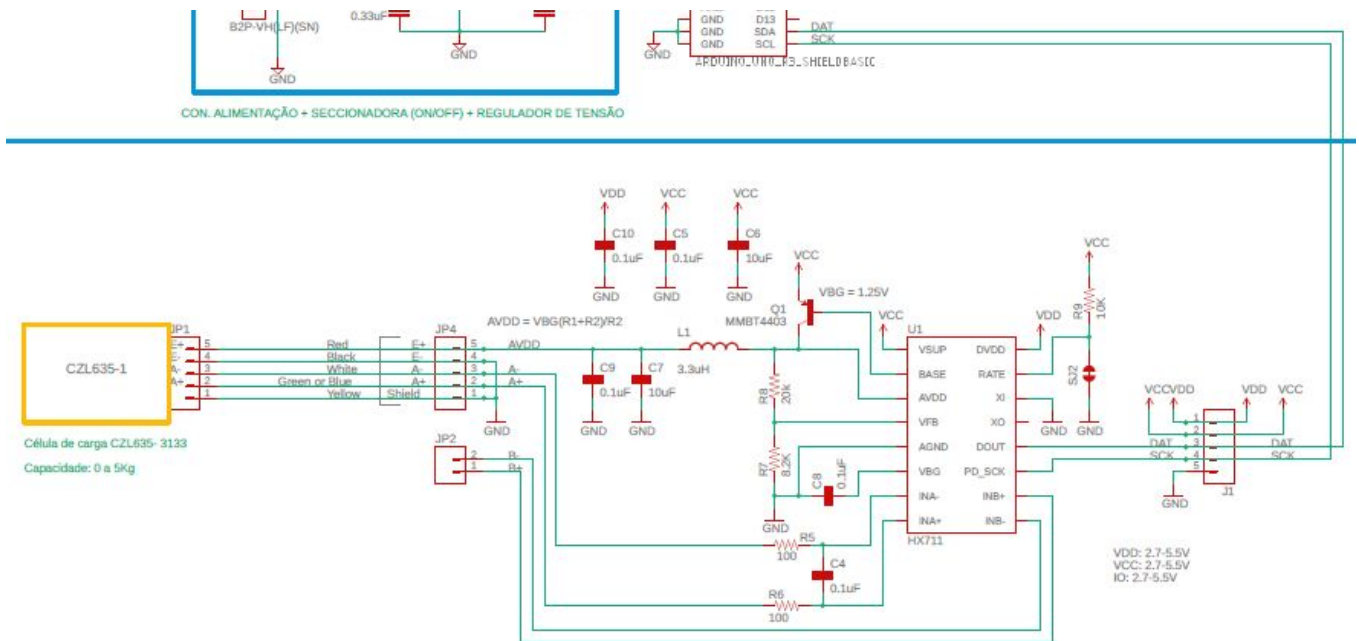 0.33uF
B2P-VH(LF)(SN)
GND
GND
GND
GND
GND
GND
D13
SDA
SCL
DAT
SCK
ARDUINO_UNO_R3_SHIELDBASIC
CON. ALIMENTAÇÃO + SECCIONADORA (ON/OFF) + REGULADOR DE TENSÃO
VDD
VCC
VCC
C10
0.1uF
C5
0.1uF
C6
10uF
GND
GND
GND
VCC
VBG = 1.25V
Q1
MMBT4403
VCC
U1
VDD
VCC
R9
10K
SJ2
GND
GND
CZL635-1
JP1
E+
E-
A-
A+
5
4
3
2
1
Red
Black
White
Green or Blue
Yellow
E+
E-
A-
A+
Shield
JP4
5
4
3
2
1
AVDD = VBG(R1+R2)/R2
AVDD
A-
A+
GND
L1
3.3uH
C9
0.1uF
C7
10uF
GND
GND
R8
20k
R7
8.2K
GND
C8
0.1uF
VSUP
BASE
AVDD
VFB
AGND
VBG
INA-
INA+
DVDD
RATE
XI
XO
DOUT
PD_SCK
INB+
INB-
HX711
VCC
VDD
VDD
VCC
DAT
SCK
1
2
3
4
5
DAT
SCK
GND
J1
Célula de carga CZL635- 3133
Capacidade: 0 a 5Kg
JP2
2
1
B-
B+
R5
100
C4
0.1uF
R6
100
VDD: 2.7-5.5V
VCC: 2.7-5.5V
IO: 2.7-5.5V